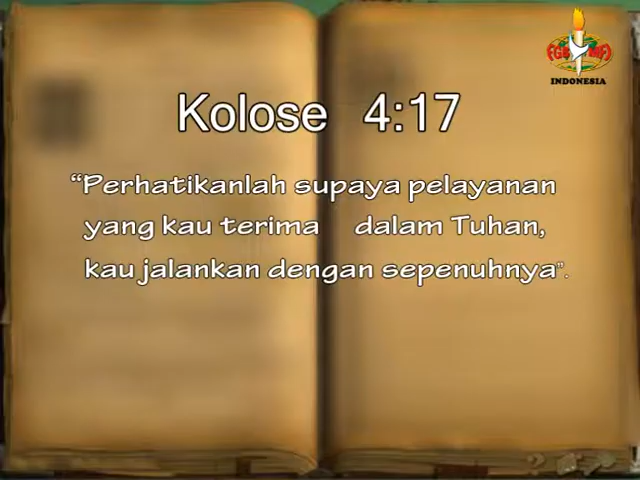 Kolose 4:17
“Perhatikanlah supaya pelayanan
yang kau terima dalam Tuhan,
kau jalankan dengan sepenuhnya".
INDONESIA